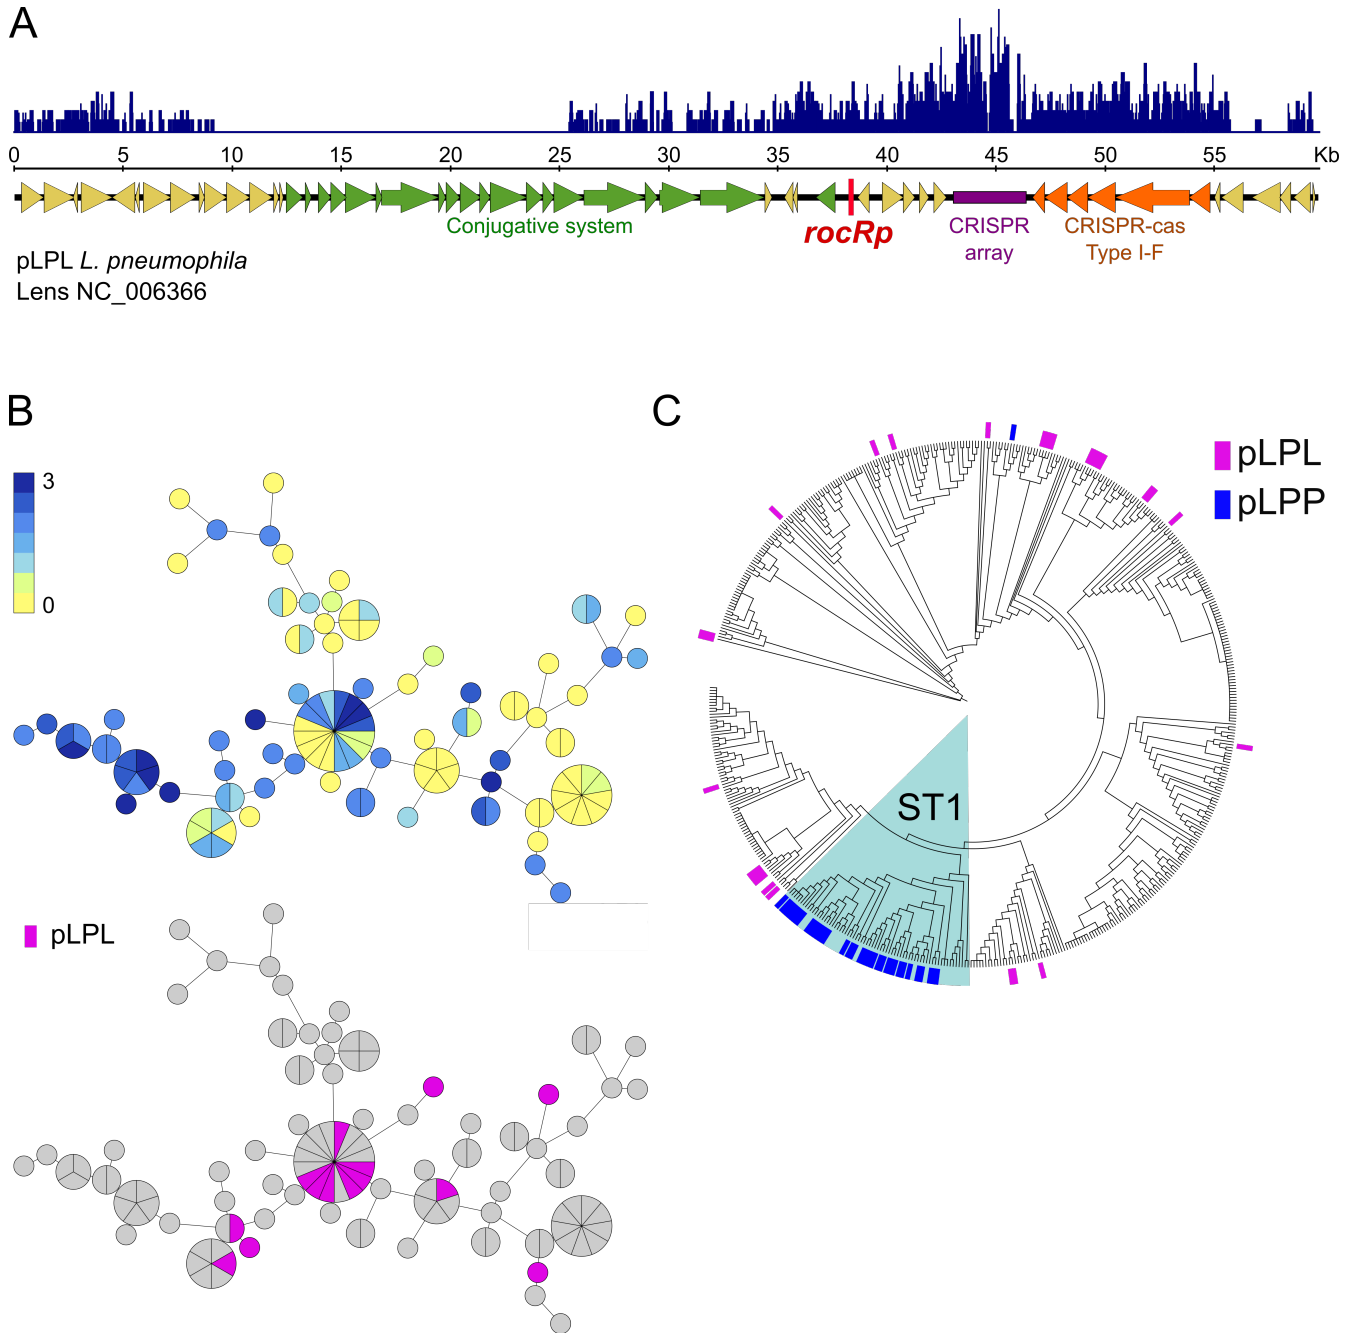 A
0 5 10 15 20 25 30 35 40 45 50 55 Kb
Conjugative system
rocRp
CRISPR
array
CRISPR-cas
Type I-F
pLPL L. pneumophila
Lens NC_006366
B
3
0
pLPL
C
pLPL
pLPP
ST1